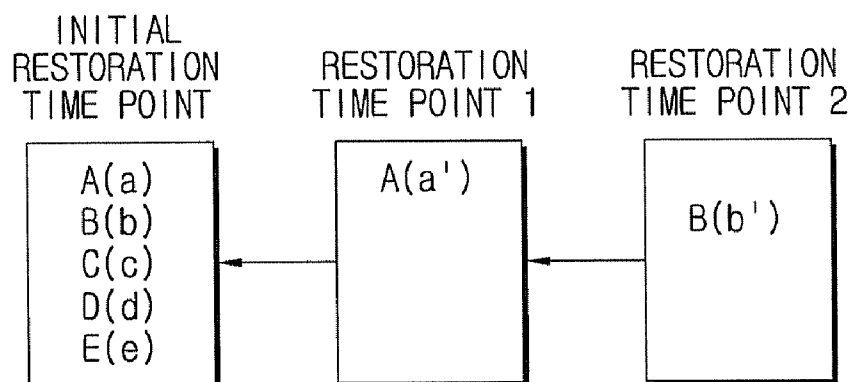 INITIAL
RESTORATION
TIME POINT
RESTORATION
TIME POINT 1
RESTORATION
TIME POINT 2
A(a)
B(b)
C(c)
D(d)
E(e)
A(a')
B(b')